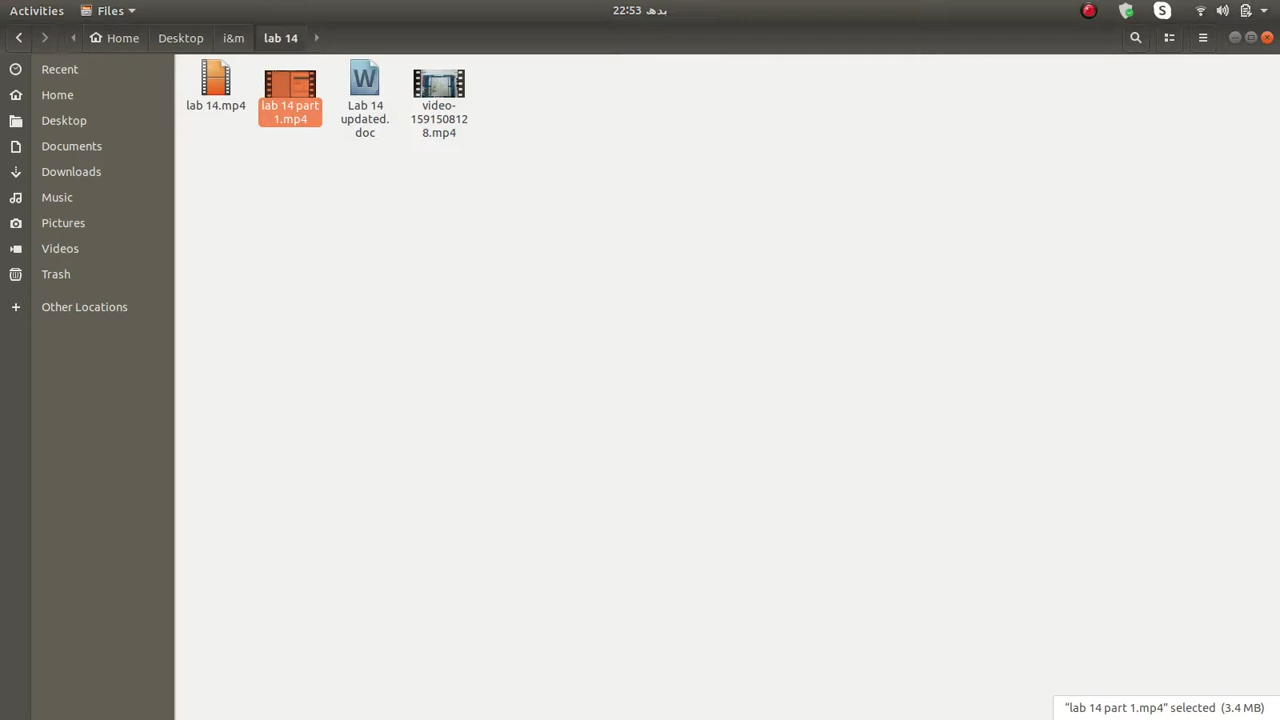 Activities Files 22:53 بدھ
Home Desktop i&m lab 14
Recent
Home
Desktop
Documents
Downloads
Music
Pictures
Videos
Trash
Other Locations
lab 14.mp4
lab 14 part
1.mp4
Lab 14
updated.
doc
video-
159150812
8.mp4
"lab 14 part 1.mp4" selected (3.4 MB)